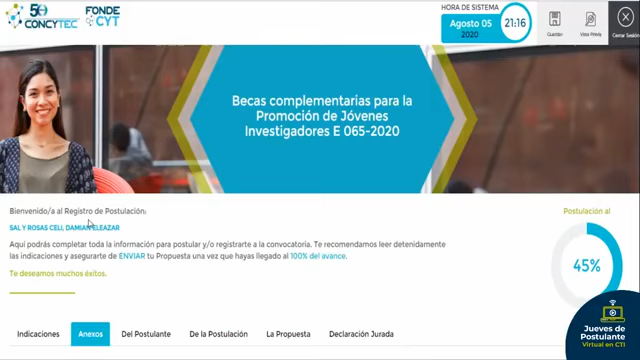 50
CONCYTEC
FONDE
CYT
HORA DE SISTEMA
Agosto 05
2020
21:16
Guardar
Vista Previa
Cerrar Sesión
Becas complementarias para la
Promoción de Jóvenes
Investigadores E 065-2020
Bienvenido/a al Registro de Postulación:
SAL Y ROSAS CELI, DAMIAN ELEAZAR
Aquí podrás completar toda la información para postular y/o registrarte a la convocatoria. Te recomendamos leer detenidamente
las indicaciones y asegurarte de ENVIAR tu Propuesta una vez que hayas llegado al 100% del avance.
Te deseamos muchos éxitos.
Postulación al
45%
Jueves de
Postulante
Virtual en CTI
Indicaciones
Anexos
Del Postulante
De la Postulación
La Propuesta
Declaración Jurada